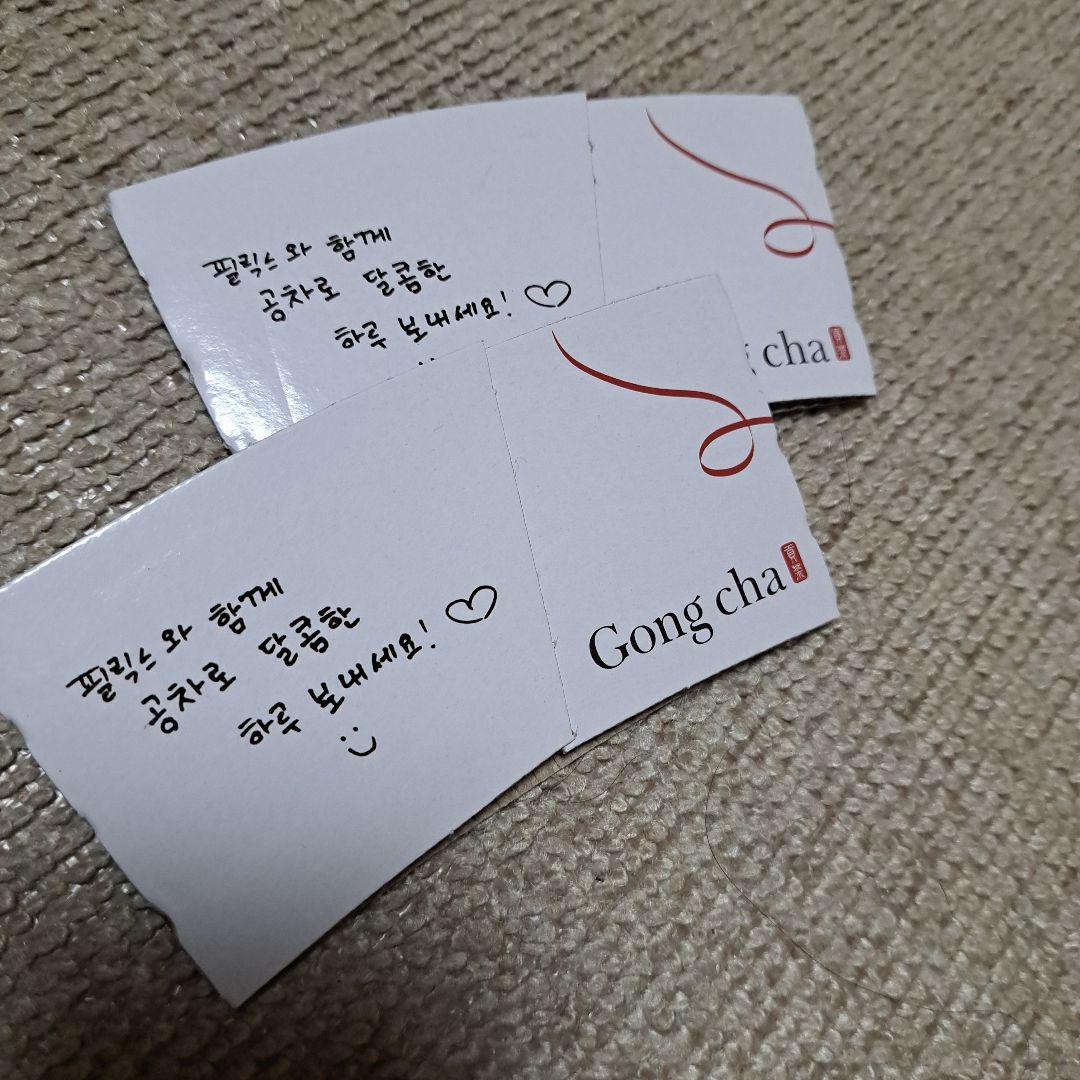 필릭스와 함께
공차로 달콤한
하루 보내세요!
cha
필릭스와 함께
공차로 달콤한
하루 보내세요!
Gong cha
貢茶